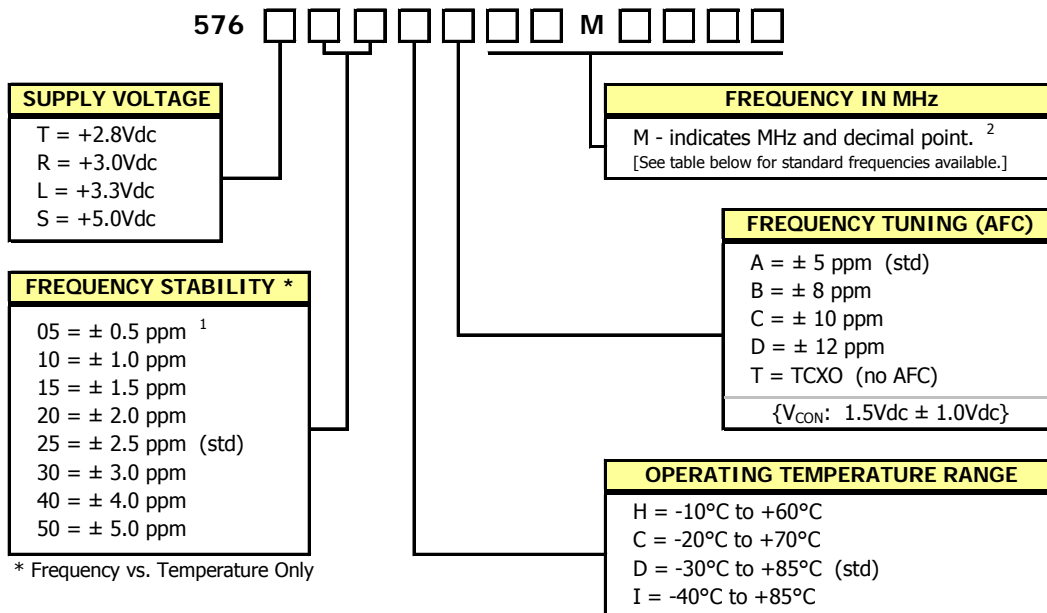 576 M
SUPPLY VOLTAGE
T = +2.8Vdc
R = +3.0Vdc
L = +3.3Vdc
S = +5.0Vdc
FREQUENCY IN MHz
M - indicates MHz and decimal point. 2
[See table below for standard frequencies available.]
FREQUENCY TUNING (AFC)
A = ± 5 ppm (std)
B = ± 8 ppm
C = ± 10 ppm
D = ± 12 ppm
T = TCXO (no AFC)
{VCON: 1.5Vdc ± 1.0Vdc}
FREQUENCY STABILITY *
05 = ± 0.5 ppm 1
10 = ± 1.0 ppm
15 = ± 1.5 ppm
20 = ± 2.0 ppm
25 = ± 2.5 ppm (std)
30 = ± 3.0 ppm
40 = ± 4.0 ppm
50 = ± 5.0 ppm
* Frequency vs. Temperature Only
OPERATING TEMPERATURE RANGE
H = -10°C to +60°C
C = -20°C to +70°C
D = -30°C to +85°C (std)
I = -40°C to +85°C